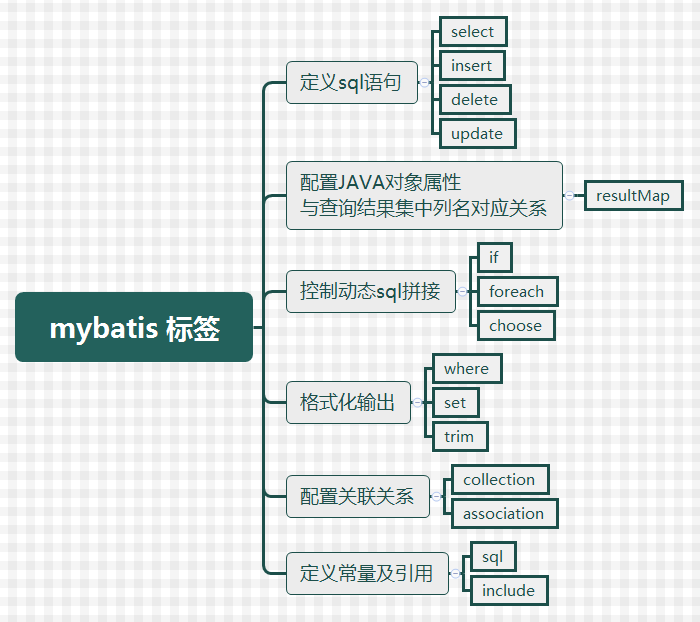 mybatis 标签
定义sql语句
select
insert
delete
update
配置JAVA对象属性
与查询结果集中列名对应关系
resultMap
控制动态sql拼接
if
foreach
choose
格式化输出
where
set
trim
配置关联关系
collection
association
定义常量及引用
sql
include